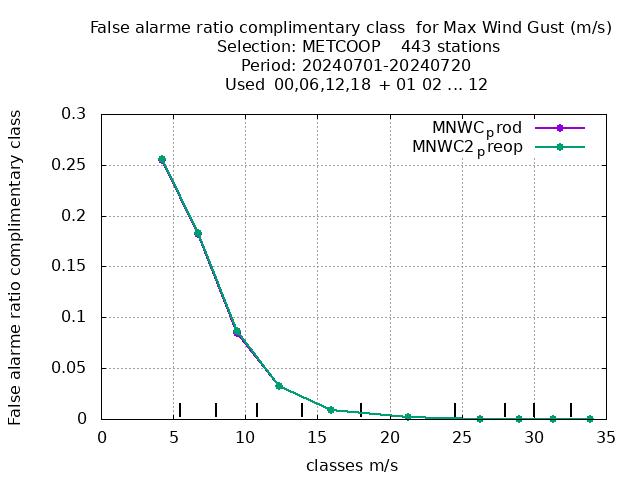 False alarme ratio complimentary class  for Max Wind Gust (m/s)
Selection: METCOOP    443 stations
Period: 20240701-20240720
Used  00,06,12,18  + 01 02 ... 12
False alarme ratio complimentary class
0.3
0.25
0.2
0.15
0.1
0.05
0
MNWCprod
MNWC2preop
0 5 10 15 20 25 30 35
classes m/s